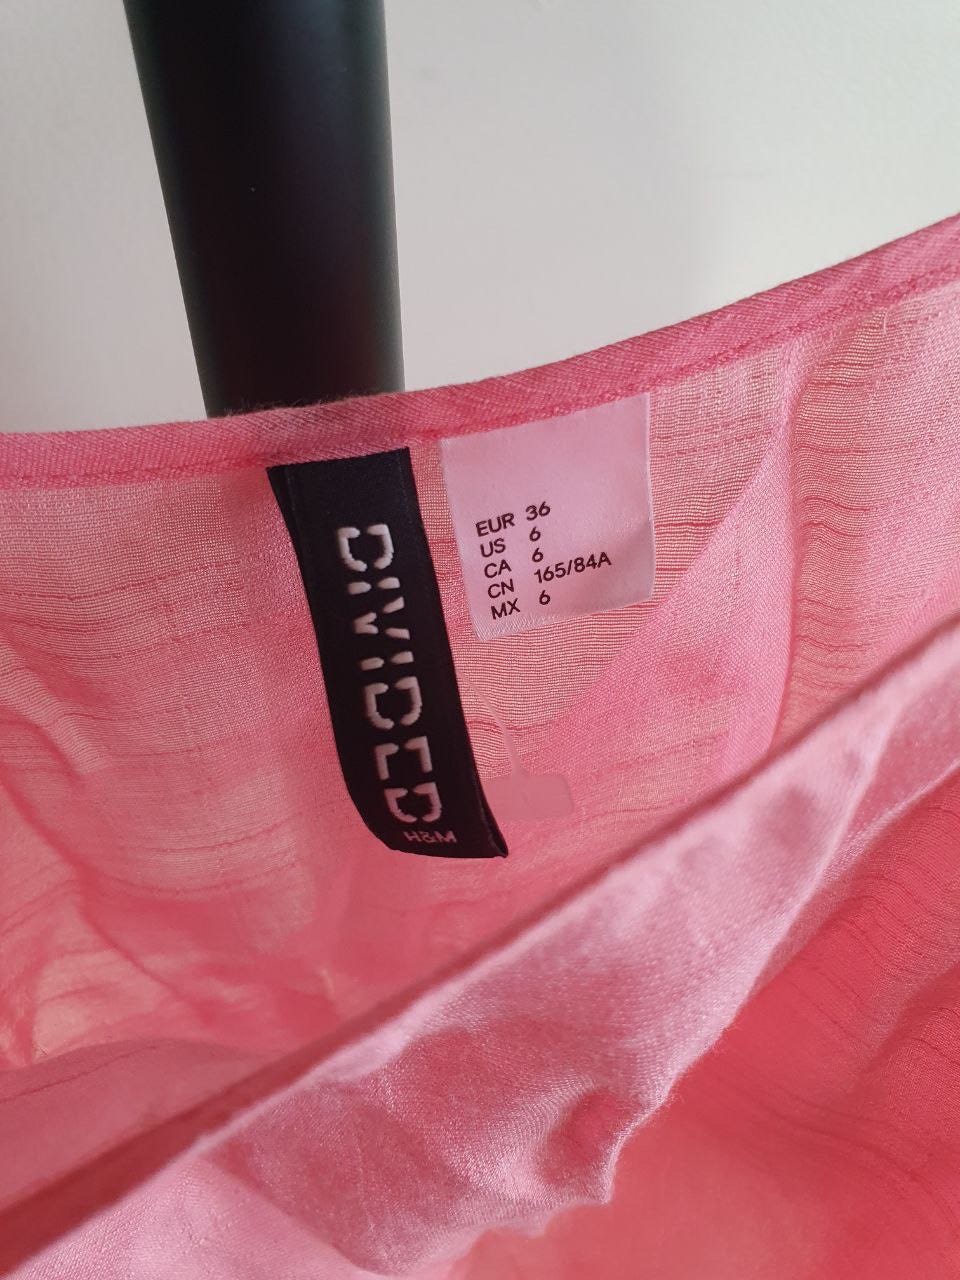 DIVIDED
H&M
EUR 36
US 6
CA 6
CN 165/84A
MX 6